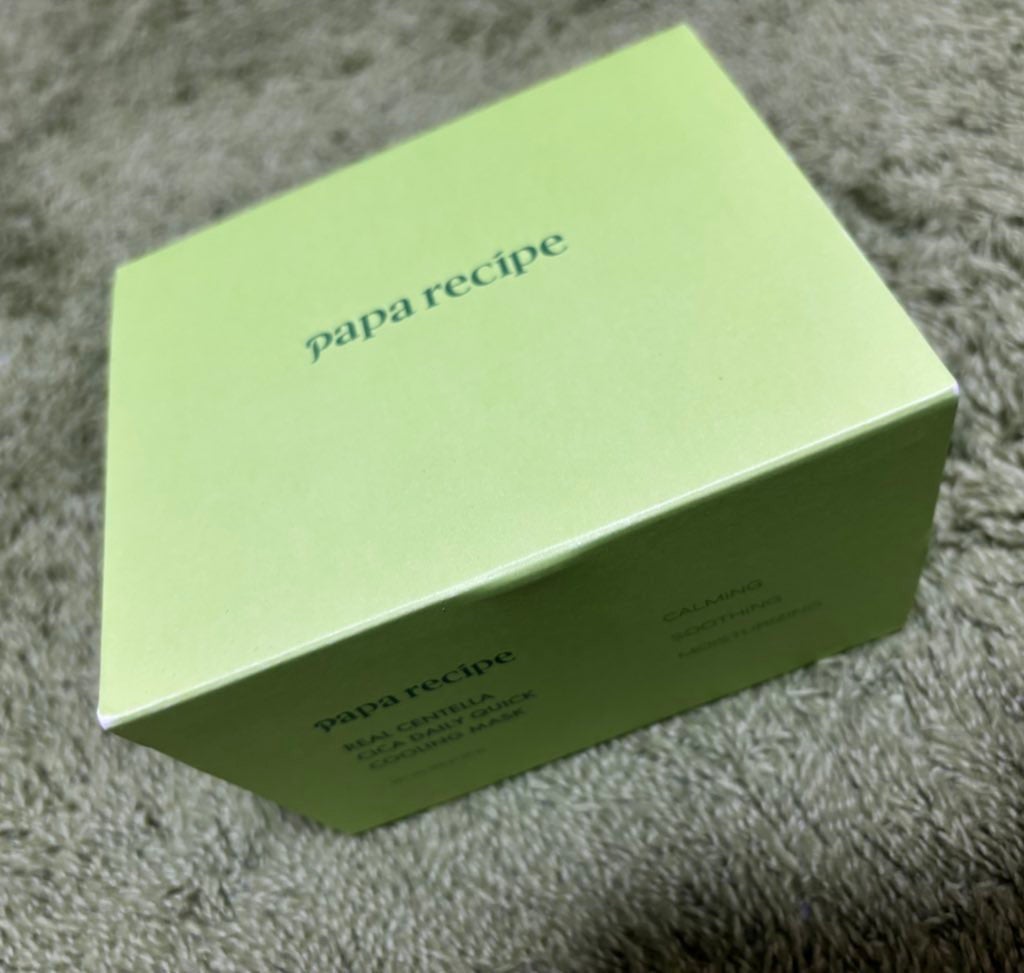 papa recipe
papa recipe
REAL CENTELLA
CICA DAILY QUICK
COOLING MASK
CALMING
SOOTHING
MOISTURIZING